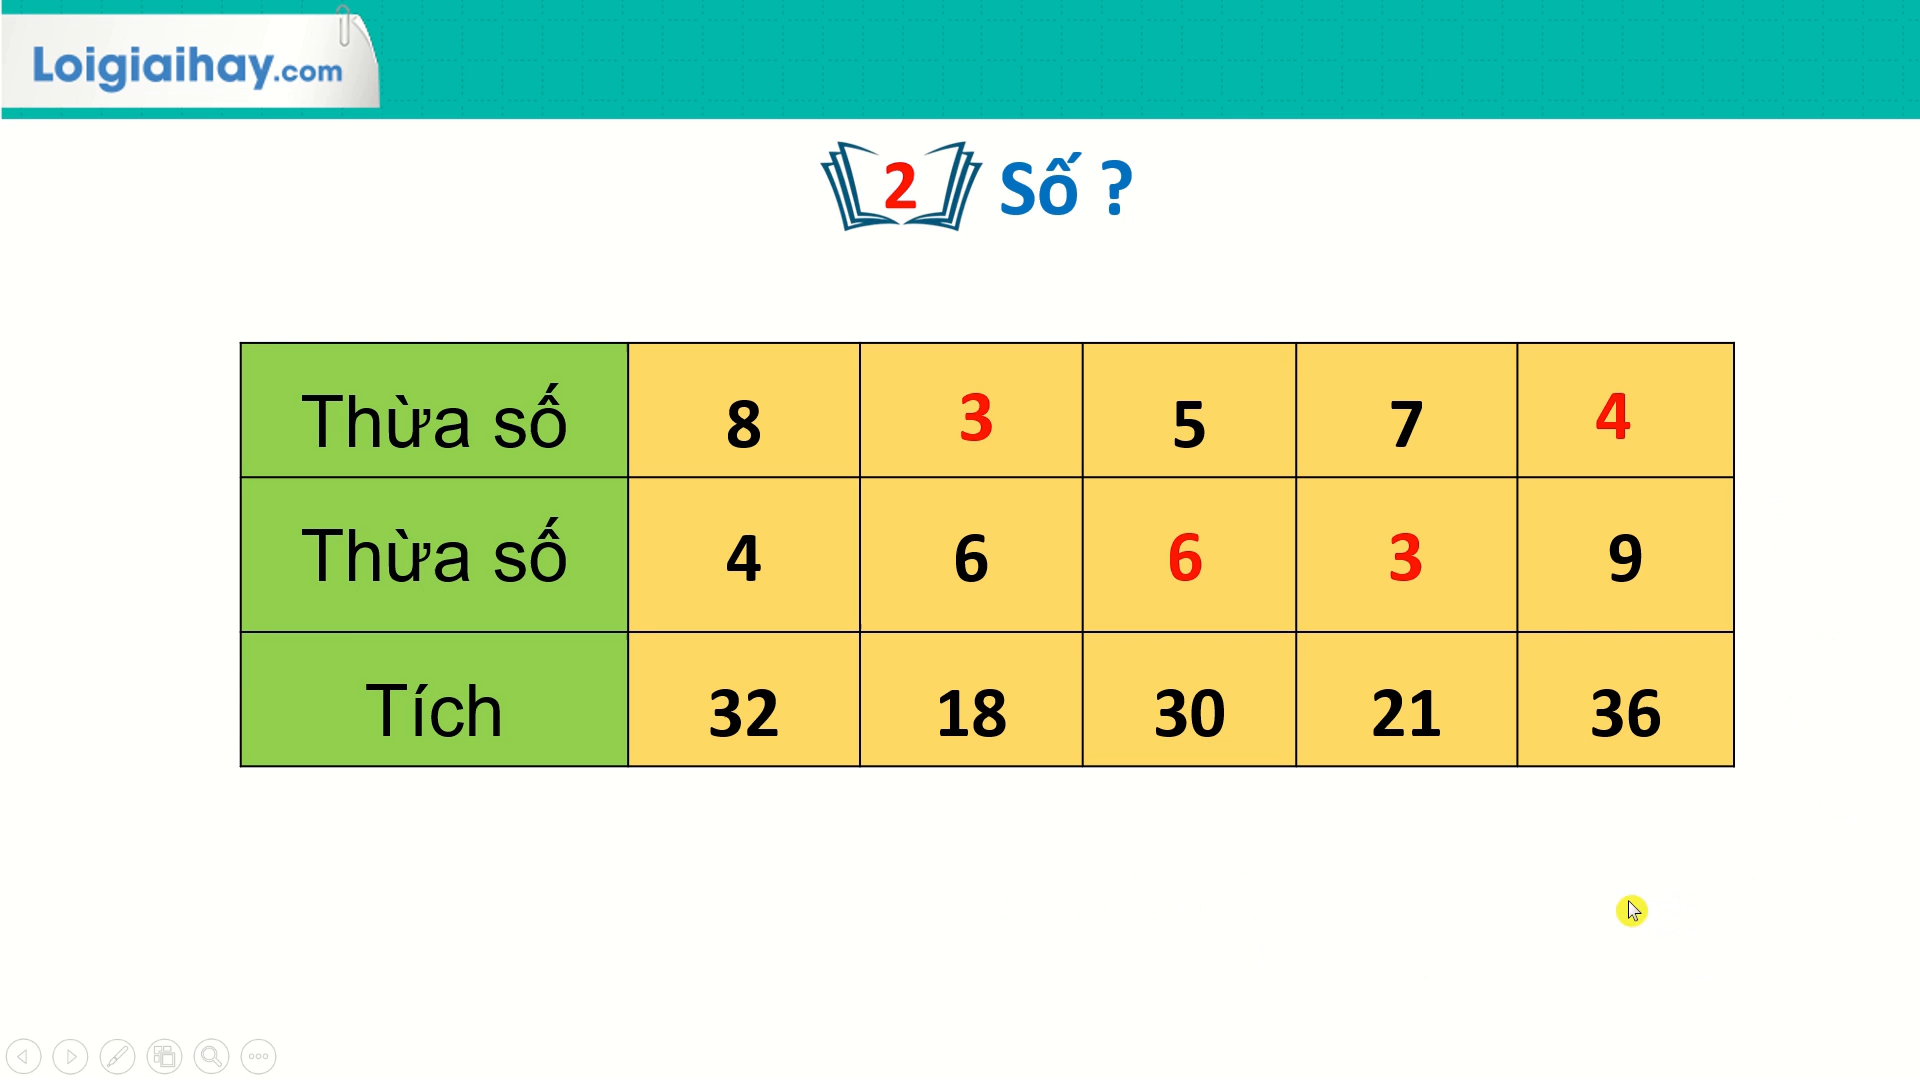 Loigiaihay.com
2 Số ?
Thừa số 8 3 5 7 4
Thừa số 4 6 6 3 9
Tích 32 18 30 21 36